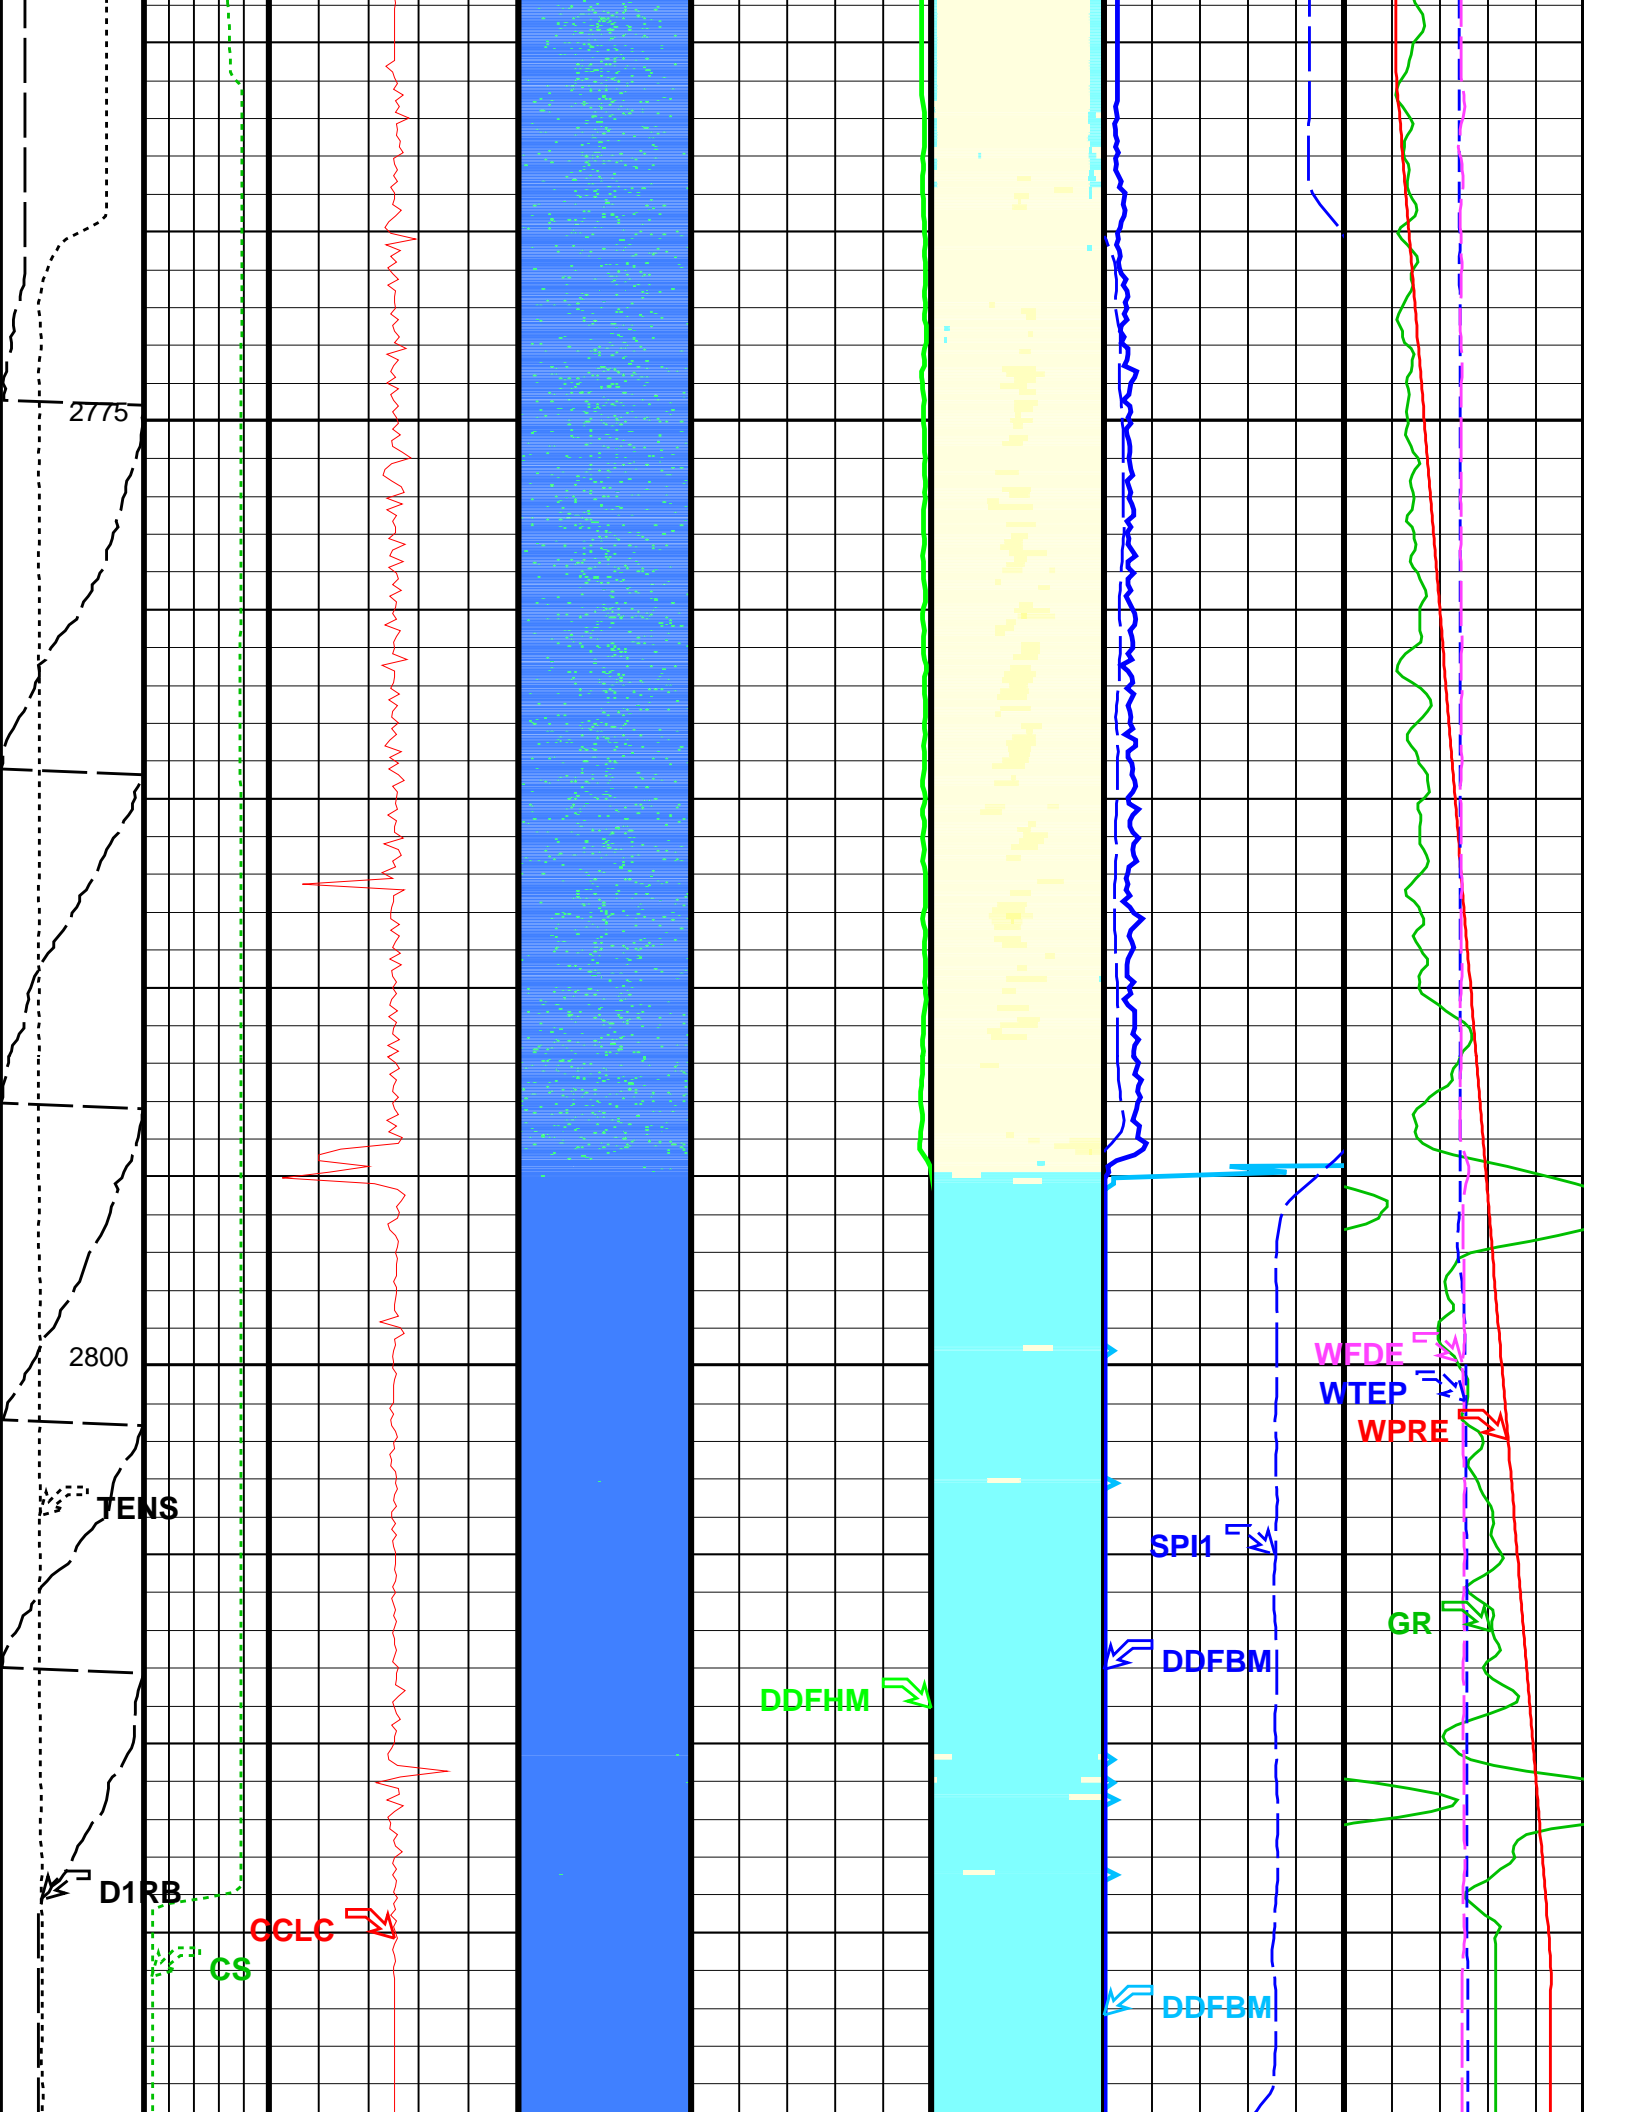 2775
2800
WFDE
WTEP
WPRE
TENS
SPI1
GR
DDFBM
DDFHM
D1RB
CCLC
CS
DDFBM